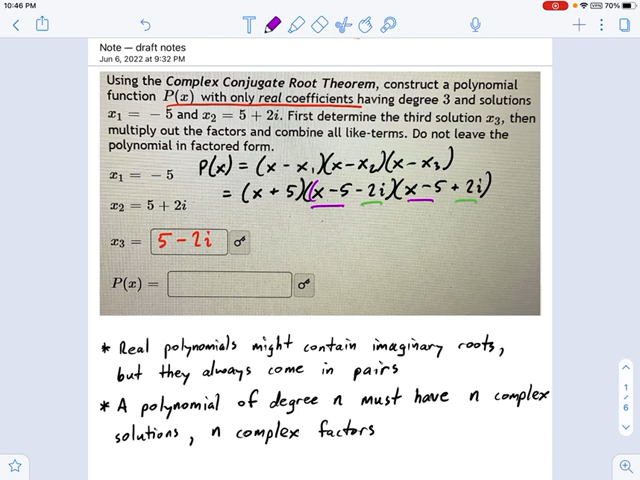 10:46 PM
VPN 70%
T
Note — draft notes
Jun 6, 2022 at 9:32 PM
Using the Complex Conjugate Root Theorem, construct a polynomial
function P(x) with only real coefficients having degree 3 and solutions
x₁ = − 5 and x₂ = 5 + 2i. First determine the third solution x₃, then
multiply out the factors and combine all like-terms. Do not leave the
polynomial in factored form.
P(x) = (x - x₁)(x - x₂)(x - x₃)
x₁ = − 5
= (x + 5)(x - 5 - 2i)(x - 5 + 2i)
x₂ = 5 + 2i
x₃ = 5 - 2i
P(x) =
* Real polynomials might contain imaginary roots,
but they always come in pairs
* A polynomial of degree n must have n complex
solutions, n complex factors
1
/
6